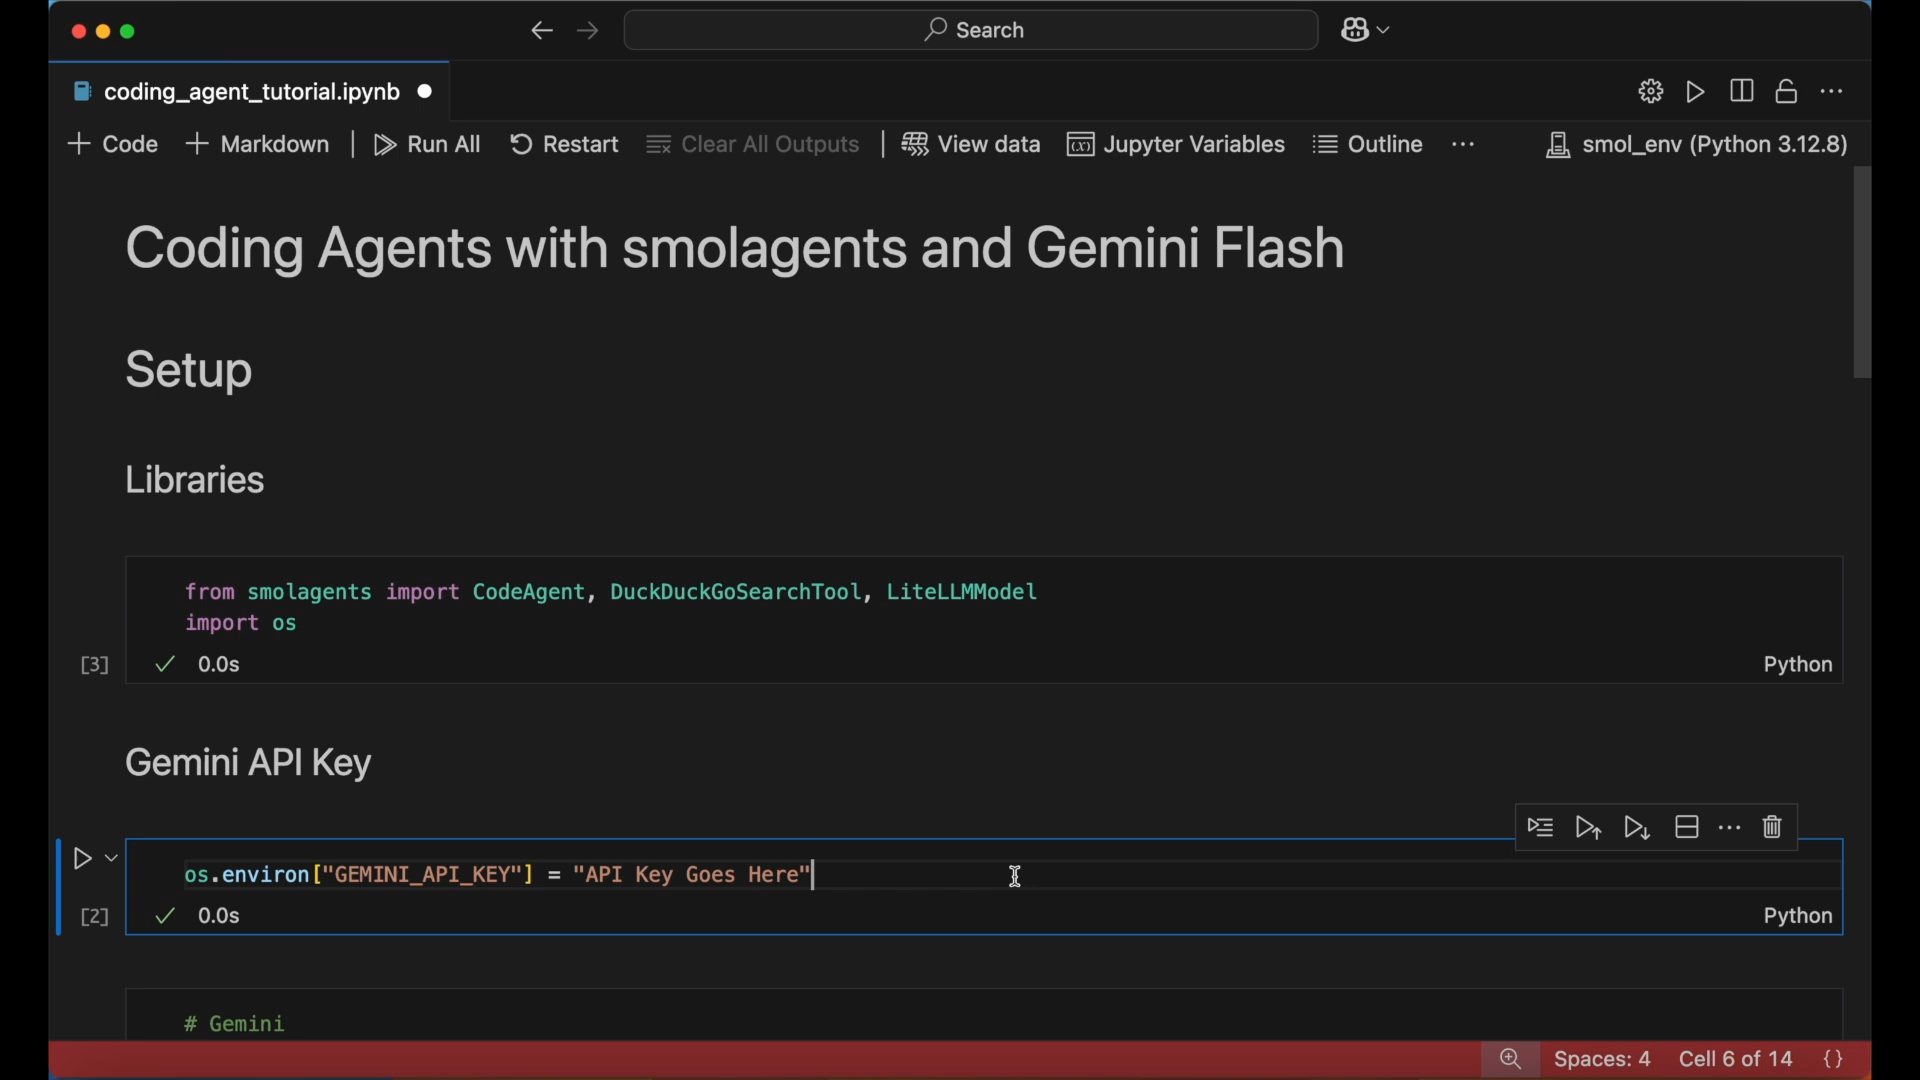 Search
coding_agent_tutorial.ipynb
Code
Markdown
Run All
Restart
Clear All Outputs
View data
Jupyter Variables
Outline
smol_env (Python 3.12.8)
Coding Agents with smolagents and Gemini Flash
Setup
Libraries
from smolagents import CodeAgent, DuckDuckGoSearchTool, LiteLLMModel
import os
[3] 0.0s Python
Gemini API Key
os.environ["GEMINI_API_KEY"] = "API Key Goes Here"
[2] 0.0s Python
# Gemini
Spaces: 4 Cell 6 of 14 {}